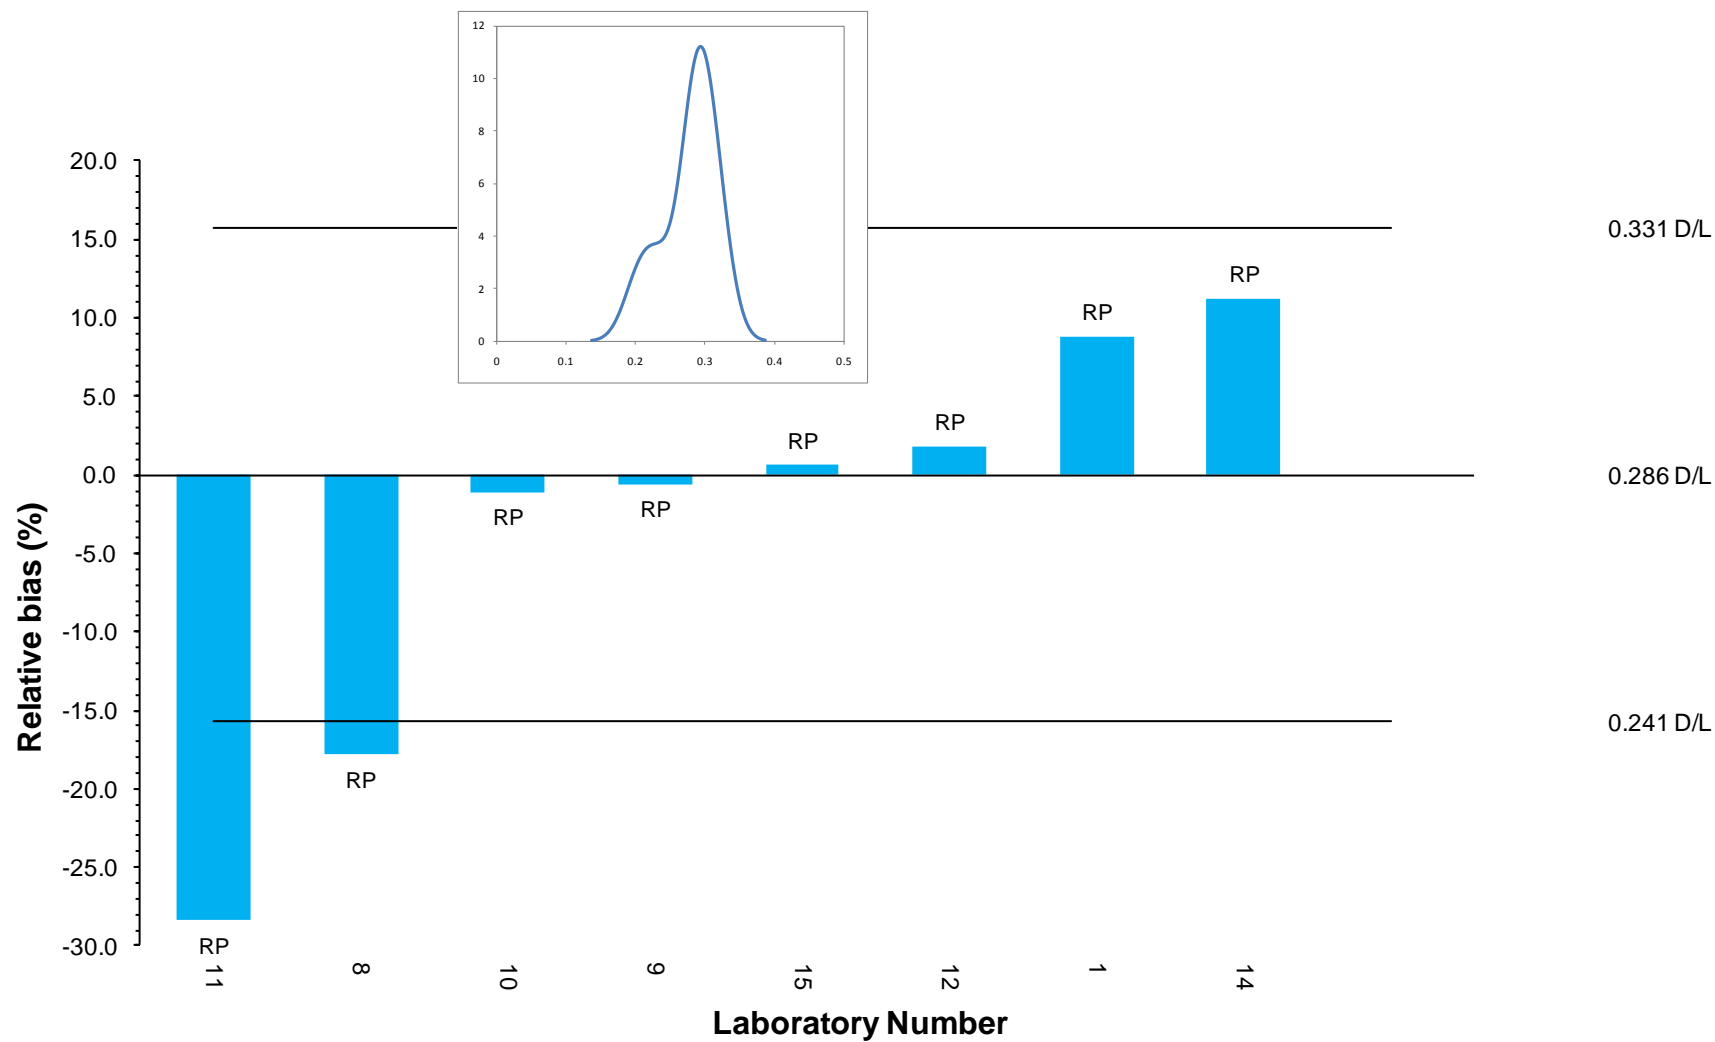 12
10
8
6
4
2
0
0 0.1 0.2 0.3 0.4 0.5
20.0
15.0
10.0
5.0
0.0
-5.0
-10.0
-15.0
-20.0
-25.0
-30.0
Relative bias (%)
0.331 D/L
0.286 D/L
0.241 D/L
RP
RP
RP
RP
RP
RP
RP
RP
11 8 10 9 15 12 1 14
Laboratory Number